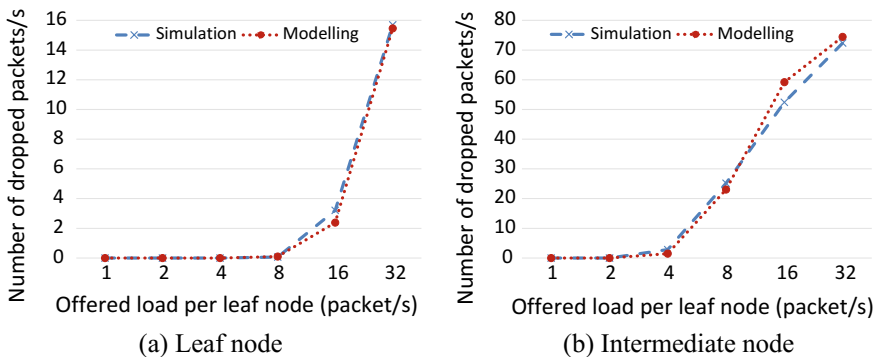 Number of dropped packets/s
16
14
12
10
8
6
4
2
0
Simulation
Modelling
1 2 4 8 16 32
Offered load per leaf node (packet/s)
(a) Leaf node
Number of dropped packets/s
80
70
60
50
40
30
20
10
0
Simulation
Modelling
1 2 4 8 16 32
Offered load per leaf node (packet/s)
(b) Intermediate node